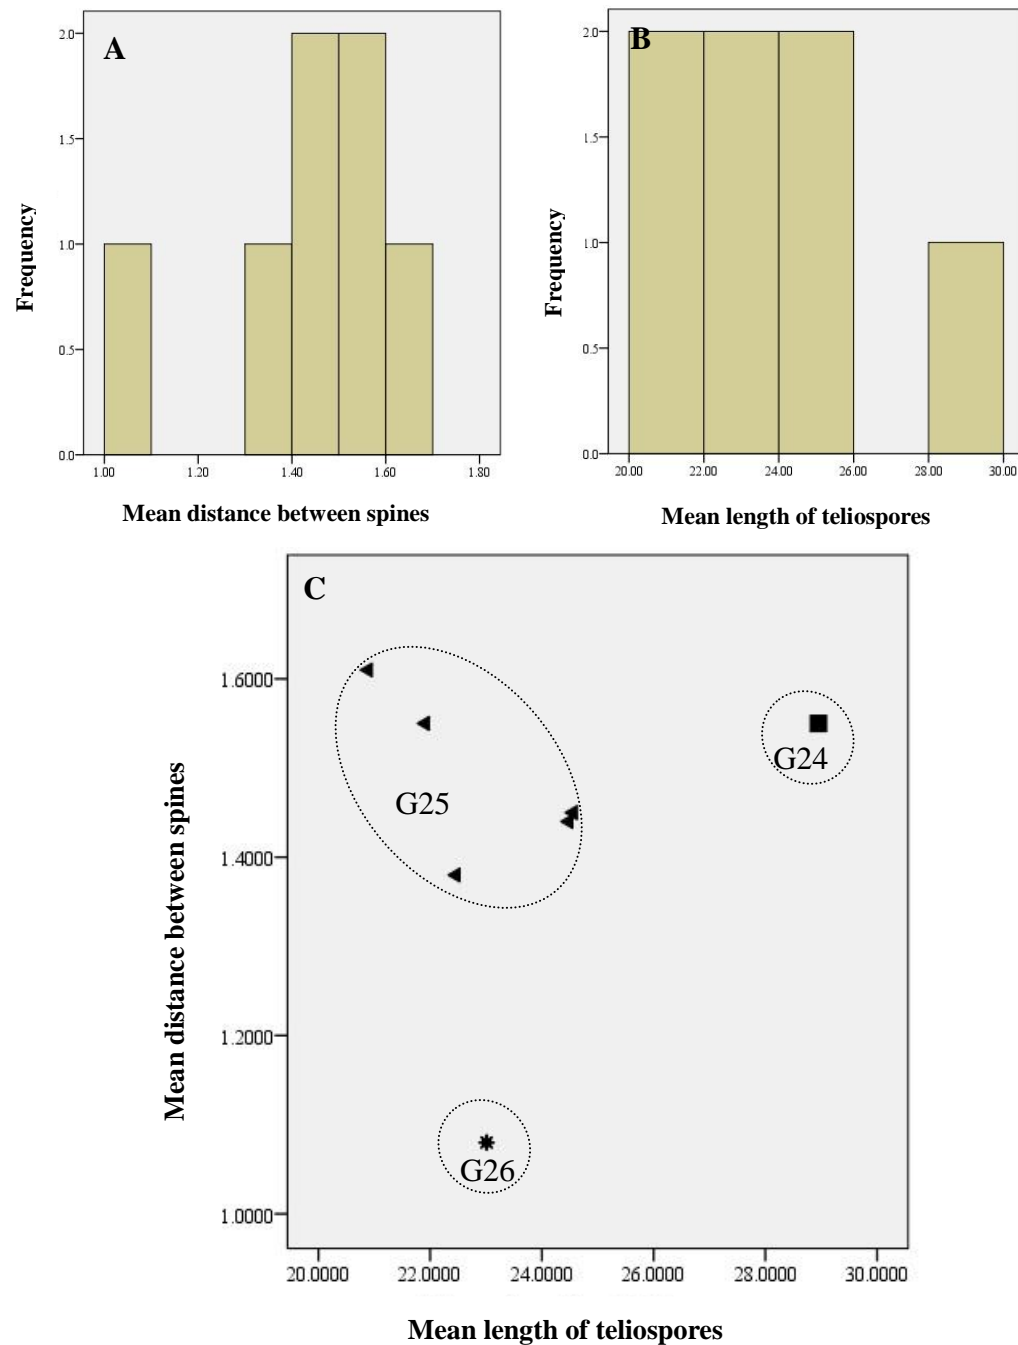 A
2.0
1.5
1.0
0.5
0.0
Frequency
1.00 1.20 1.40 1.60 1.80
Mean distance between spines
B
2.0
1.5
1.0
0.5
0.0
Frequency
20.00 22.00 24.00 26.00 28.00 30.00
Mean length of teliospores
C
1.6000
1.4000
1.2000
1.0000
Mean distance between spines
G24
G25
G26
20.0000 22.0000 24.0000 26.0000 28.0000 30.0000
Mean length of teliospores